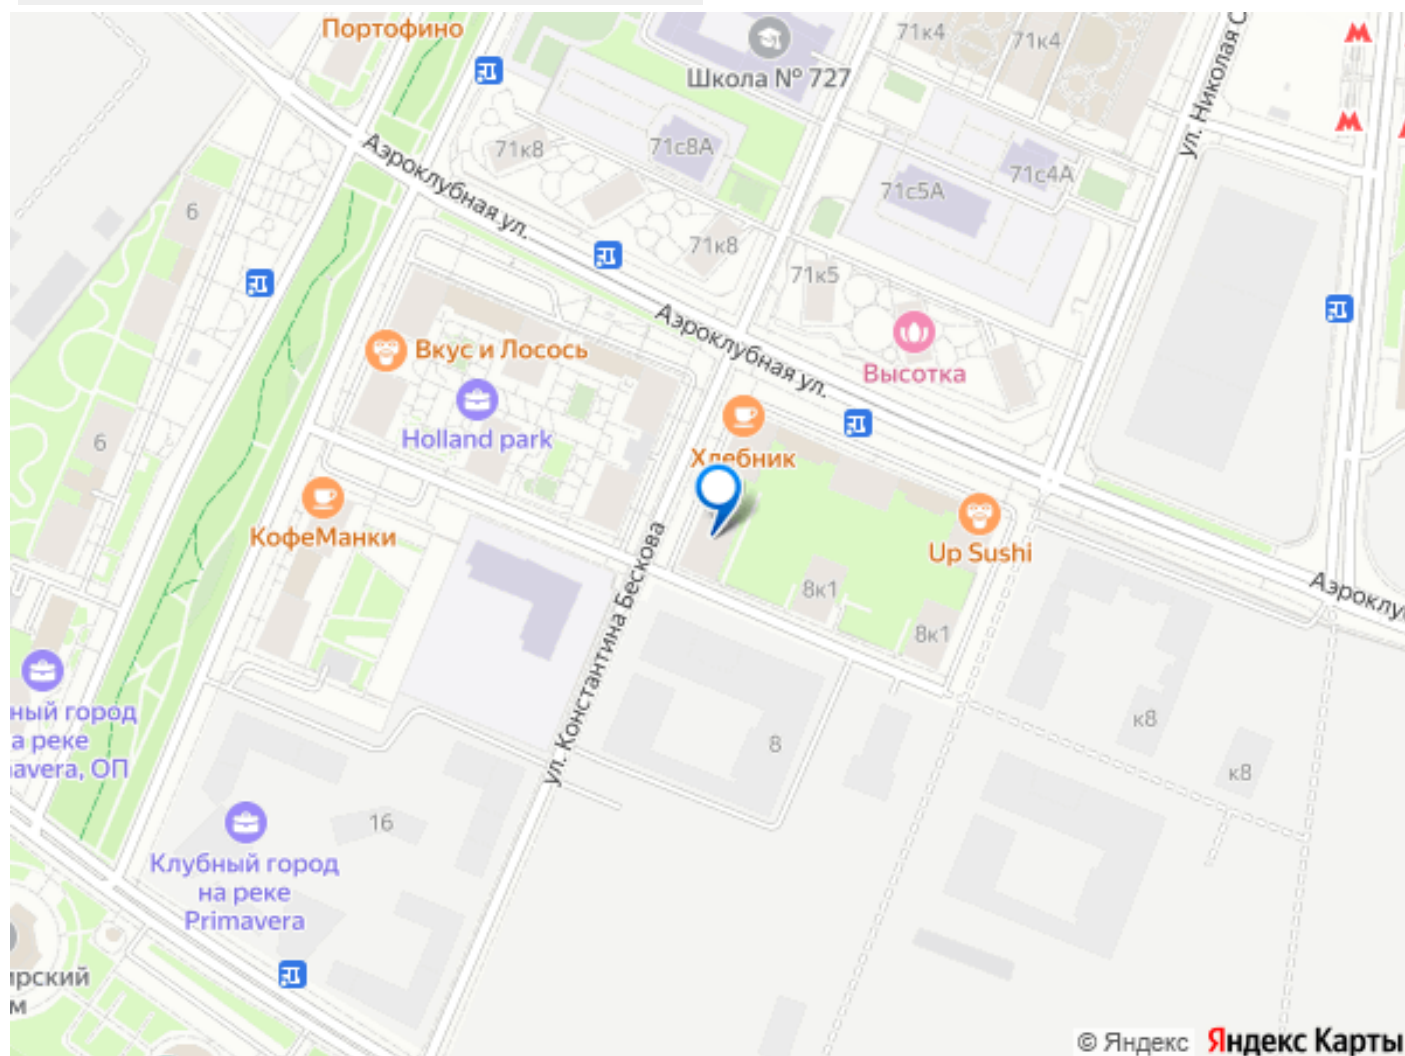 Портофино
Школа № 727
71к4
71к4
ул. Николая С
71к8
71с8А
71с4А
71с5А
Аэроклубная ул.
6
71к8
71к5
Аэроклубная ул.
Высотка
Вкус и Лосось
Holland park
6
Хлебник
КофеМанки
Up Sushi
ул. Константина Бескова
8к1
8к1
Аэроклу
ный город
а реке
avera, ОП
к8
8
к8
16
Клубный город
на реке
Primavera
ирский
м
© Яндекс Яндекс Карты